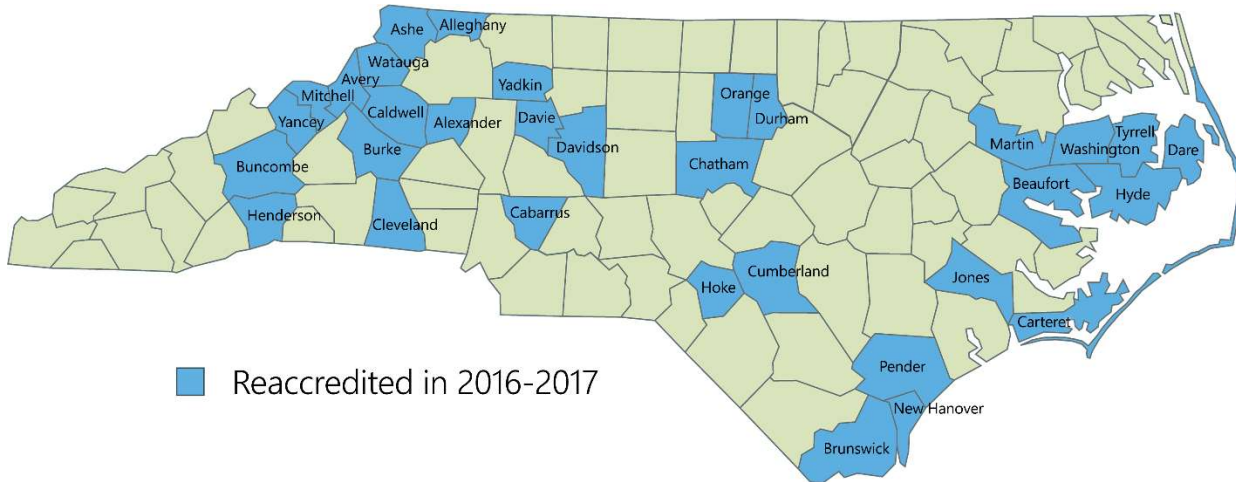 Ashe
Alleghany
Watauga
Avery
Mitchell
Yancey
Caldwell
Alexander
Yadkin
Davie
Davidson
Burke
Buncombe
Henderson
Cleveland
Cabarrus
Orange
Durham
Chatham
Martin
Washington
Tyrrell
Dare
Beaufort
Hyde
Hoke
Cumberland
Jones
Carteret
Pender
New Hanover
Brunswick
Reaccredited in 2016-2017